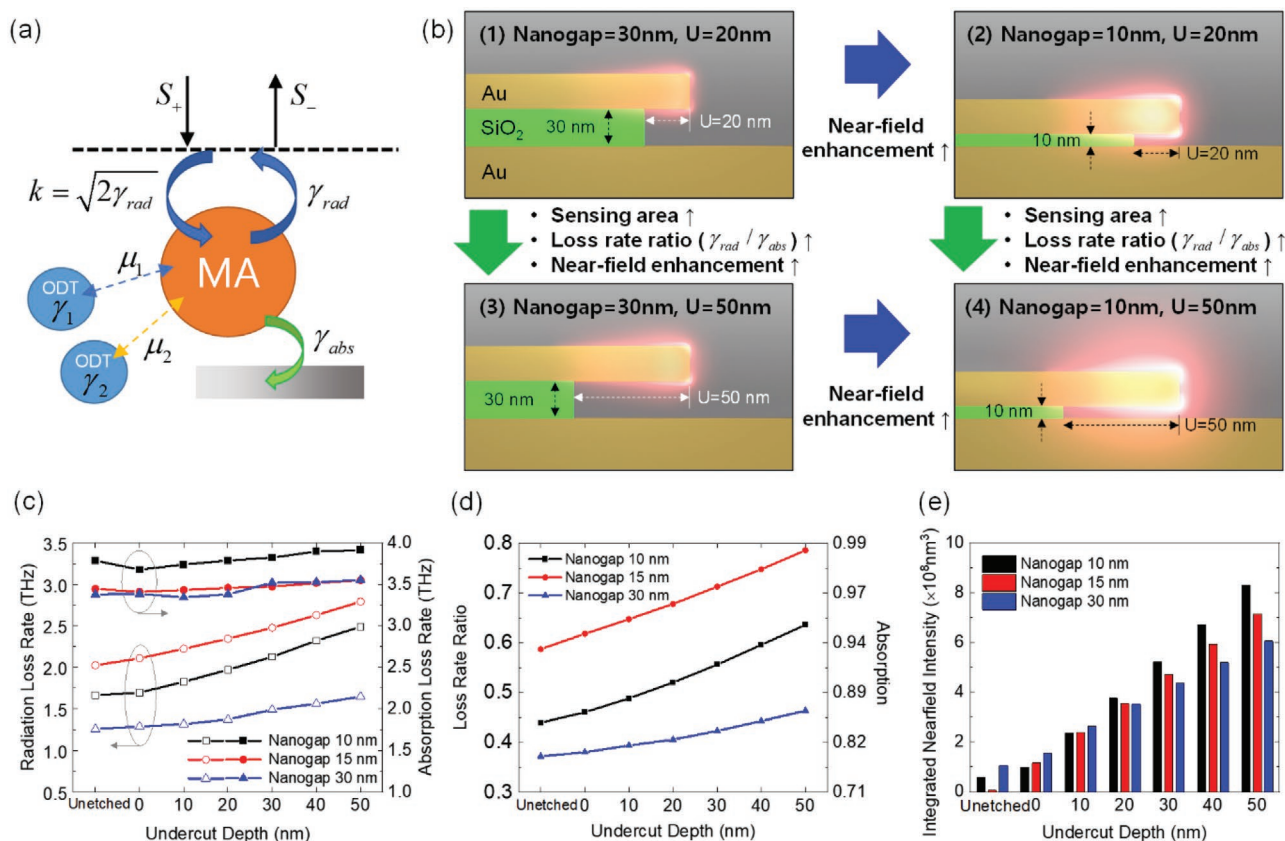 (a)
S+
S−
k = √2γrad
γrad
MA
μ1
ODT
γ1
μ2
ODT
γ2
γabs
(b)
(1) Nanogap=30nm, U=20nm
Au
SiO2
30 nm
U=20 nm
Au
Near-field
enhancement ↑
(2) Nanogap=10nm, U=20nm
10 nm
U=20 nm
• Sensing area ↑
• Loss rate ratio (γrad / γabs) ↑
• Near-field enhancement ↑
• Sensing area ↑
• Loss rate ratio (γrad / γabs) ↑
• Near-field enhancement ↑
(3) Nanogap=30nm, U=50nm
30 nm
U=50 nm
Near-field
enhancement ↑
(4) Nanogap=10nm, U=50nm
10 nm
U=50 nm
(c)
Radiation Loss Rate (THz)
3.5
3.0
2.5
2.0
1.5
1.0
0.5
4.0
3.5
3.0
2.5
2.0
1.5
1.0
Absorption Loss Rate (THz)
Nanogap 10 nm
Nanogap 15 nm
Nanogap 30 nm
Unetched 0 10 20 30 40 50
Undercut Depth (nm)
(d)
Loss Rate Ratio
0.8
0.7
0.6
0.5
0.4
0.3
Nanogap 10 nm
Nanogap 15 nm
Nanogap 30 nm
0.99
0.97
0.94
0.89
0.82
0.71
Absorption
Unetched 0 10 20 30 40 50
Undercut Depth (nm)
(e)
Integrated Nearfield Intensity (×10⁸nm³)
10
8
6
4
2
0
Nanogap 10 nm
Nanogap 15 nm
Nanogap 30 nm
Unetched 0 10 20 30 40 50
Undercut Depth (nm)